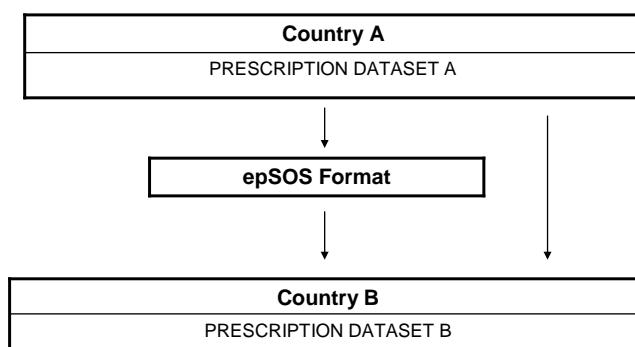 Country A
PRESCRIPTION DATASET A
epSOS Format
Country B
PRESCRIPTION DATASET B